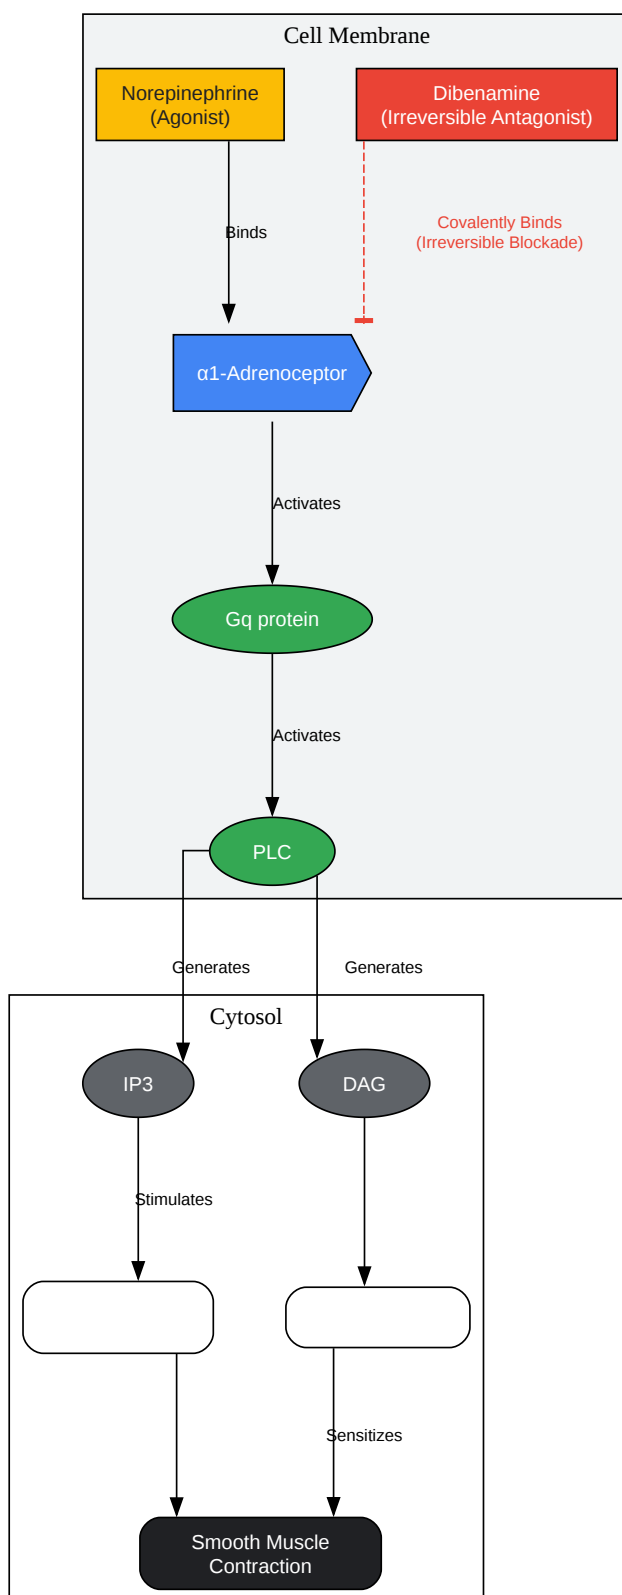 Cell Membrane
Norepinephrine
(Agonist)
Dibenamine
(Irreversible Antagonist)
Binds
Covalently Binds
(Irreversible Blockade)
α1-Adrenoceptor
Activates
Gq protein
Activates
PLC
Generates
Generates
Cytosol
IP3
DAG
Stimulates
Sensitizes
Smooth Muscle
Contraction